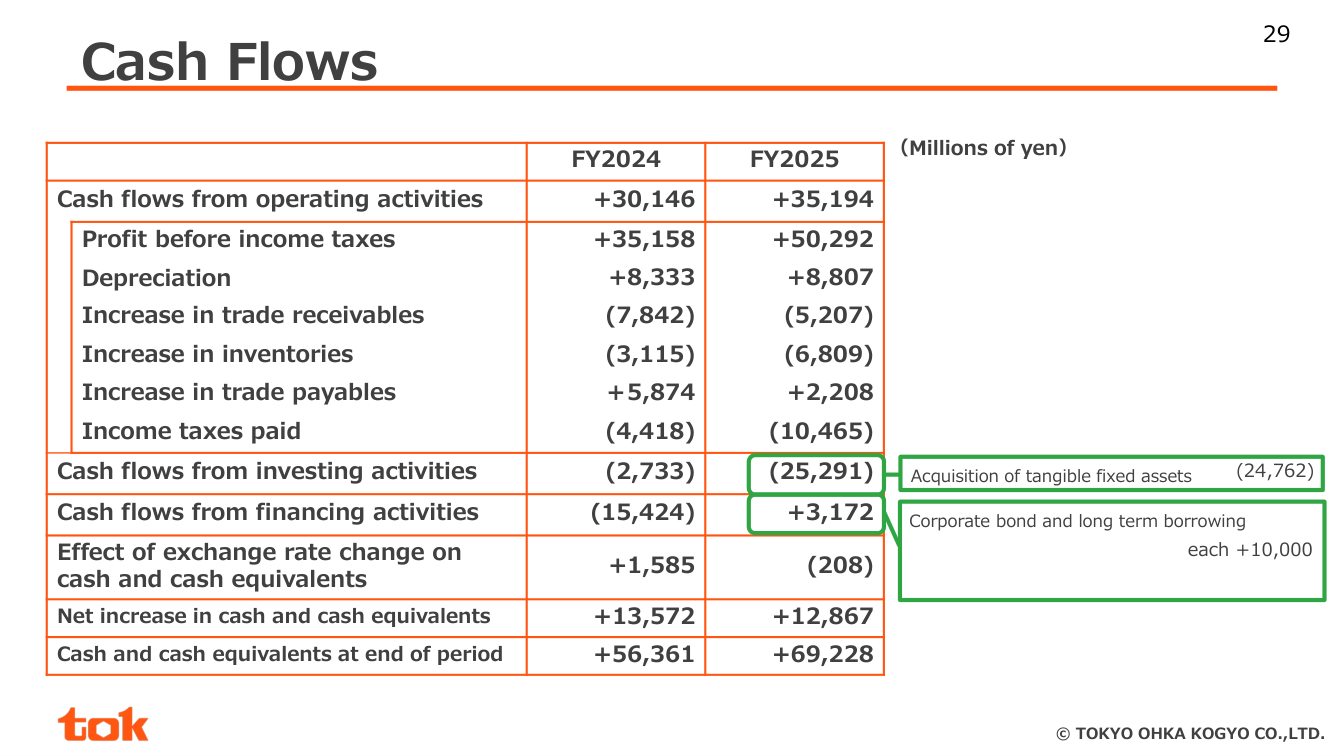 29
Cash Flows
(Millions of yen)
FY2024 FY2025
Cash flows from operating activities +30,146 +35,194
Profit before income taxes +35,158 +50,292
Depreciation +8,333 +8,807
Increase in trade receivables (7,842) (5,207)
Increase in inventories (3,115) (6,809)
Increase in trade payables +5,874 +2,208
Income taxes paid (4,418) (10,465)
Cash flows from investing activities (2,733) (25,291)
Acquisition of tangible fixed assets (24,762)
Cash flows from financing activities (15,424) +3,172
Corporate bond and long term borrowing
each +10,000
Effect of exchange rate change on
cash and cash equivalents +1,585 (208)
Net increase in cash and cash equivalents +13,572 +12,867
Cash and cash equivalents at end of period +56,361 +69,228
tok
© TOKYO OHKA KOGYO CO.,LTD.